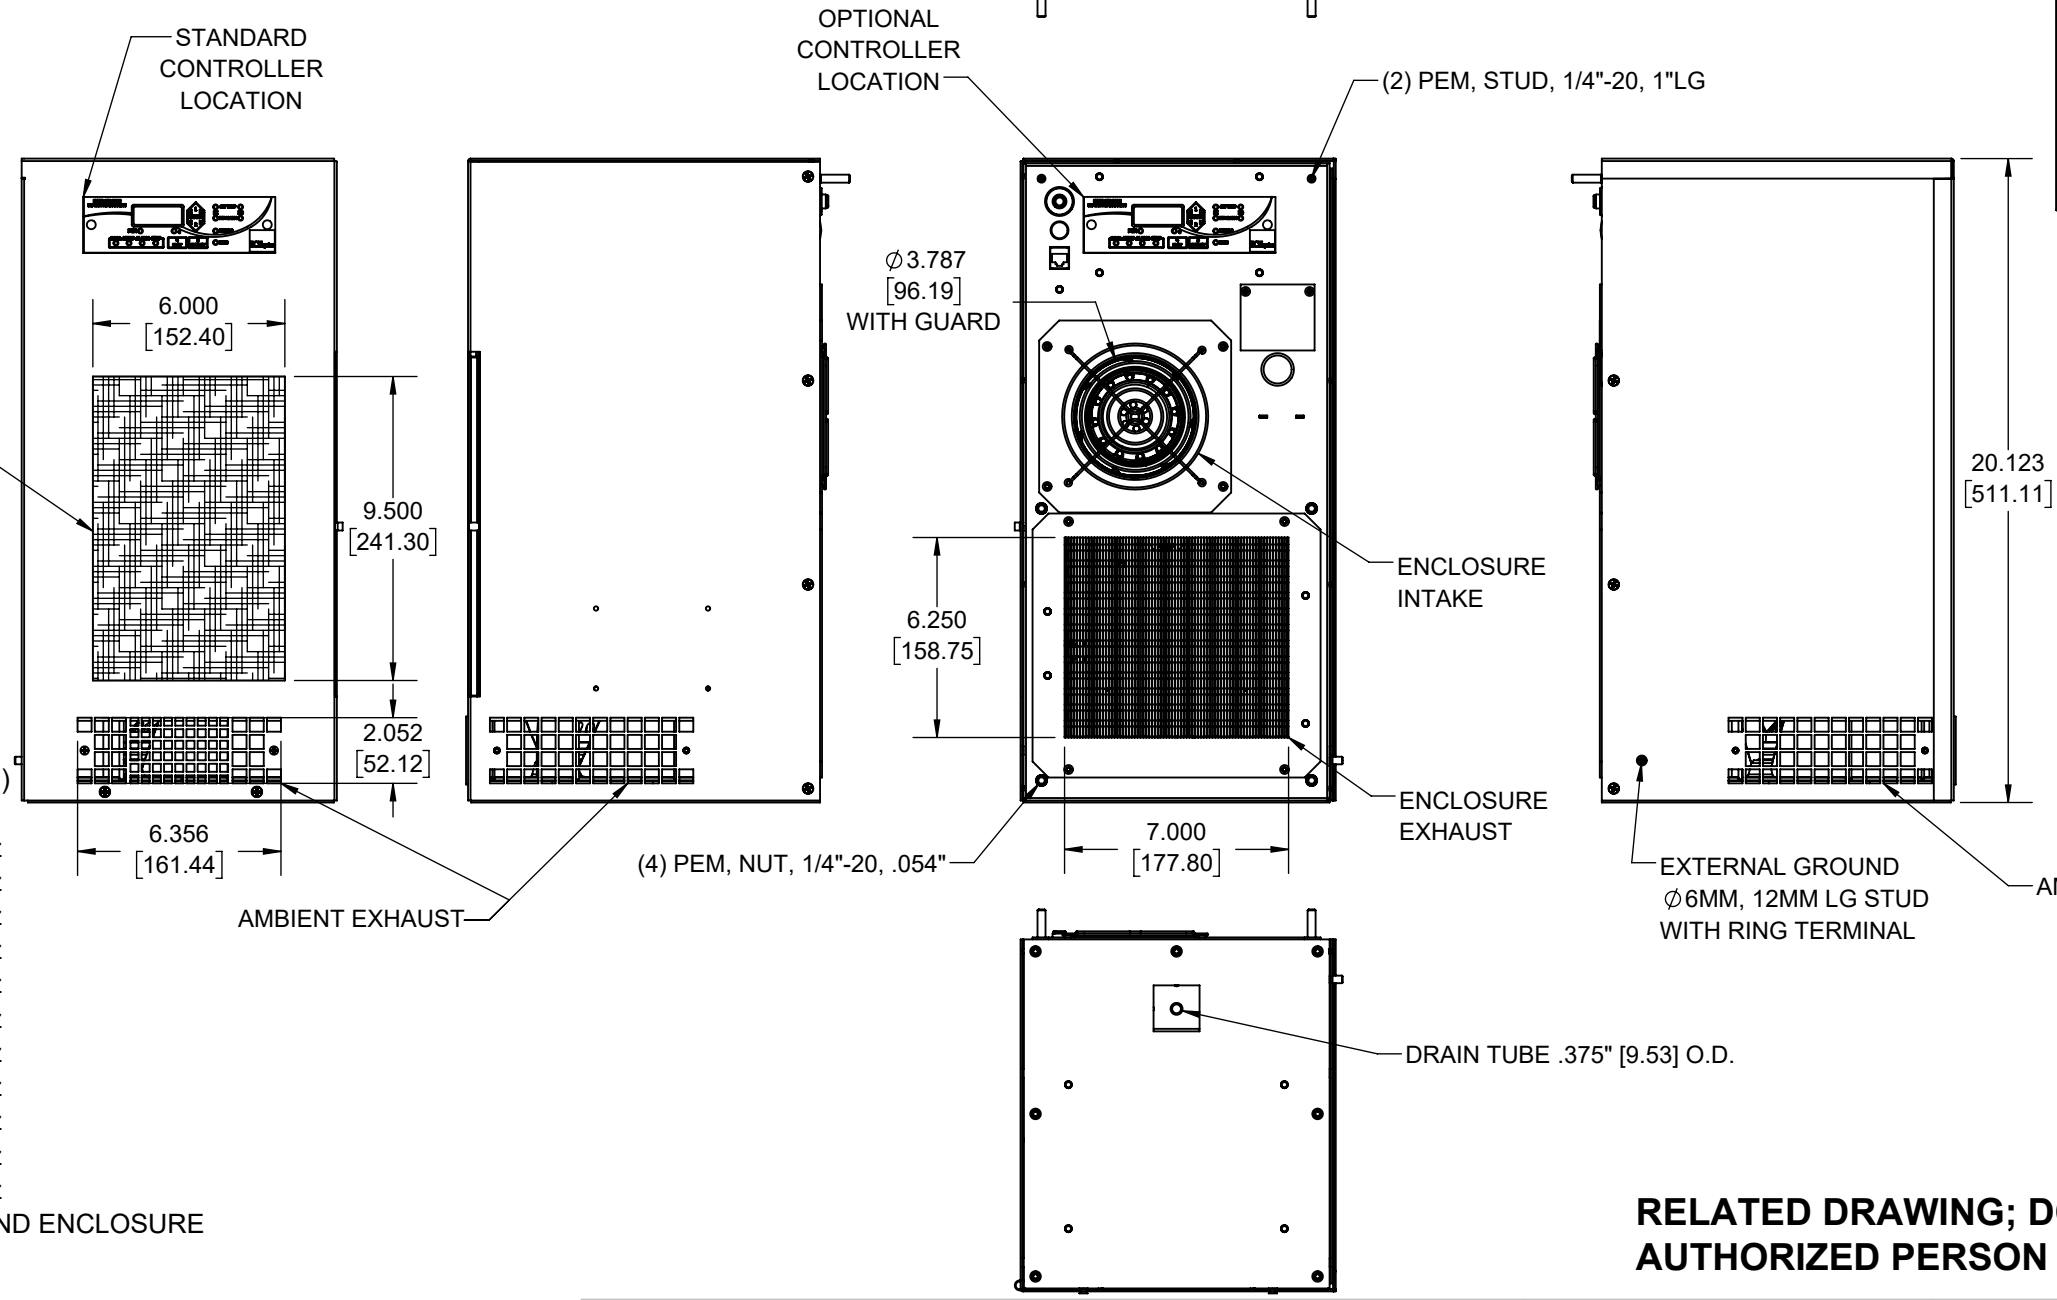 STANDARD
CONTROLLER
LOCATION
OPTIONAL
CONTROLLER
LOCATION
(2) PEM, STUD, 1/4"-20, 1"LG
6.000
[152.40]
9.500
[241.30]
2.052
[52.12]
6.356
[161.44]
AMBIENT EXHAUST
)
Ø3.787
[96.19]
WITH GUARD
6.250
[158.75]
7.000
[177.80]
(4) PEM, NUT, 1/4"-20, .054"
ENCLOSURE
INTAKE
ENCLOSURE
EXHAUST
20.123
[511.11]
EXTERNAL GROUND
Ø6MM, 12MM LG STUD
WITH RING TERMINAL
DRAIN TUBE .375" [9.53] O.D.
ENCLOSURE
RELATED DRAWING;
AUTHORIZED PERSON